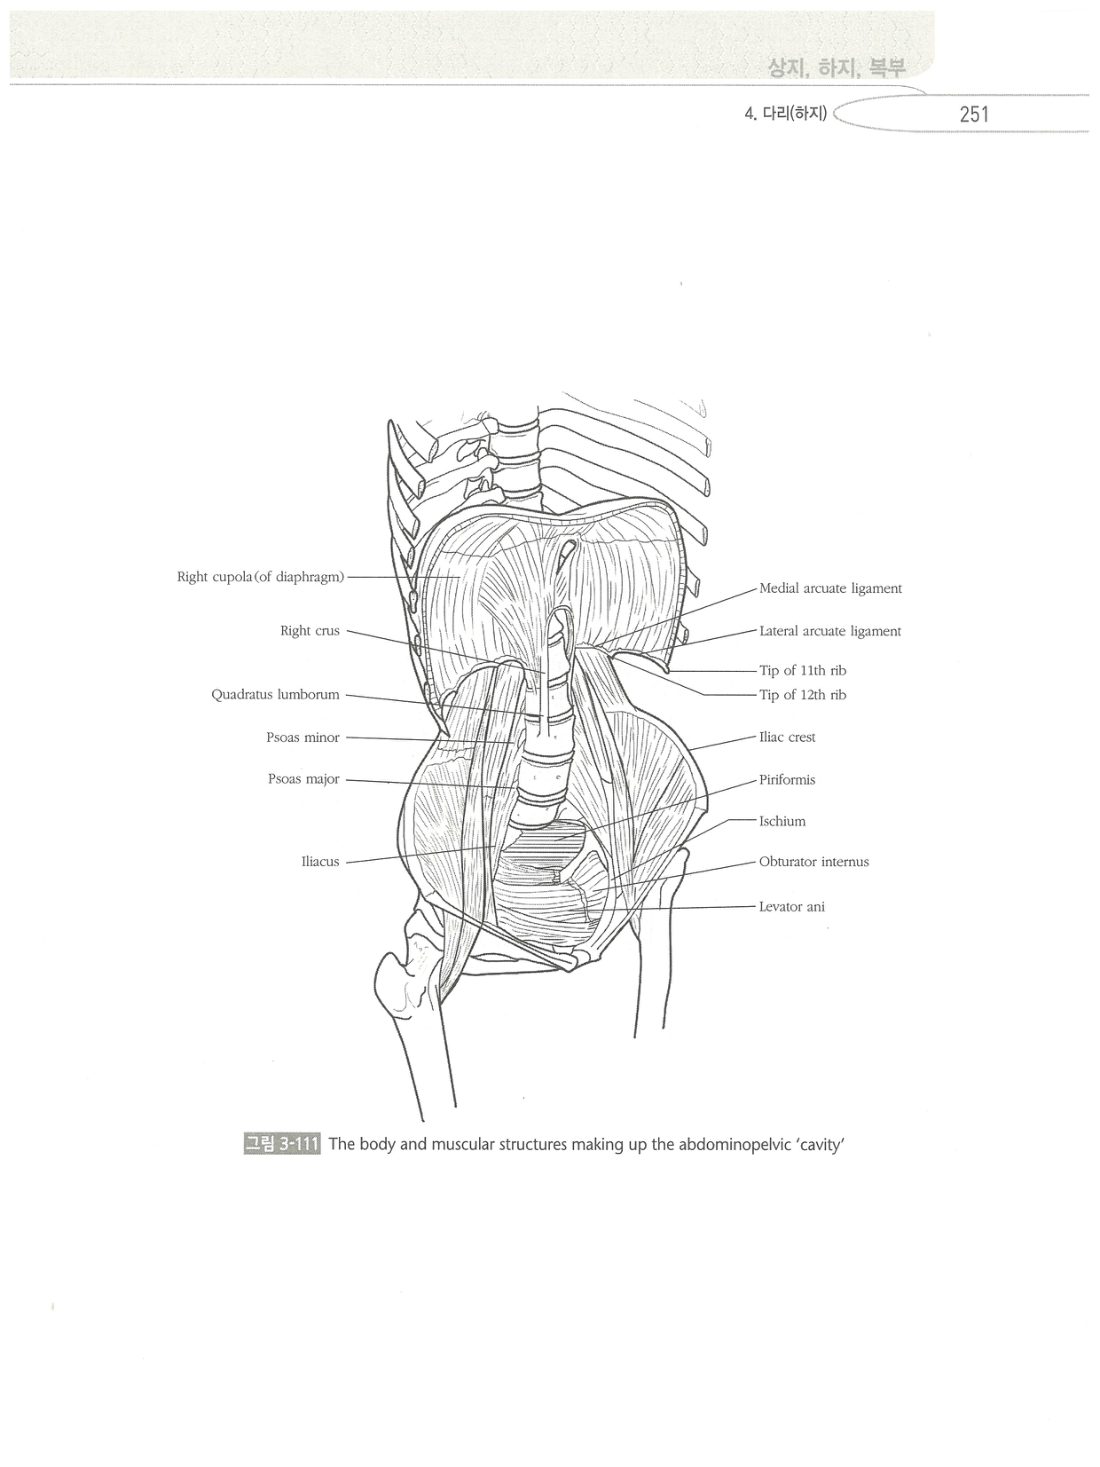 상지, 하지, 복부
4. 다리(하지)
251
Right cupola(of diaphragm)
Right crus
Quadratus lumborum
Psoas minor
Psoas major
Iliacus
Medial arcuate ligament
Lateral arcuate ligament
Tip of 11th rib
Tip of 12th rib
Iliac crest
Piriformis
Ischium
Obturator internus
Levator ani
그림 3-111 The body and muscular structures making up the abdominopelvic ‘cavity’